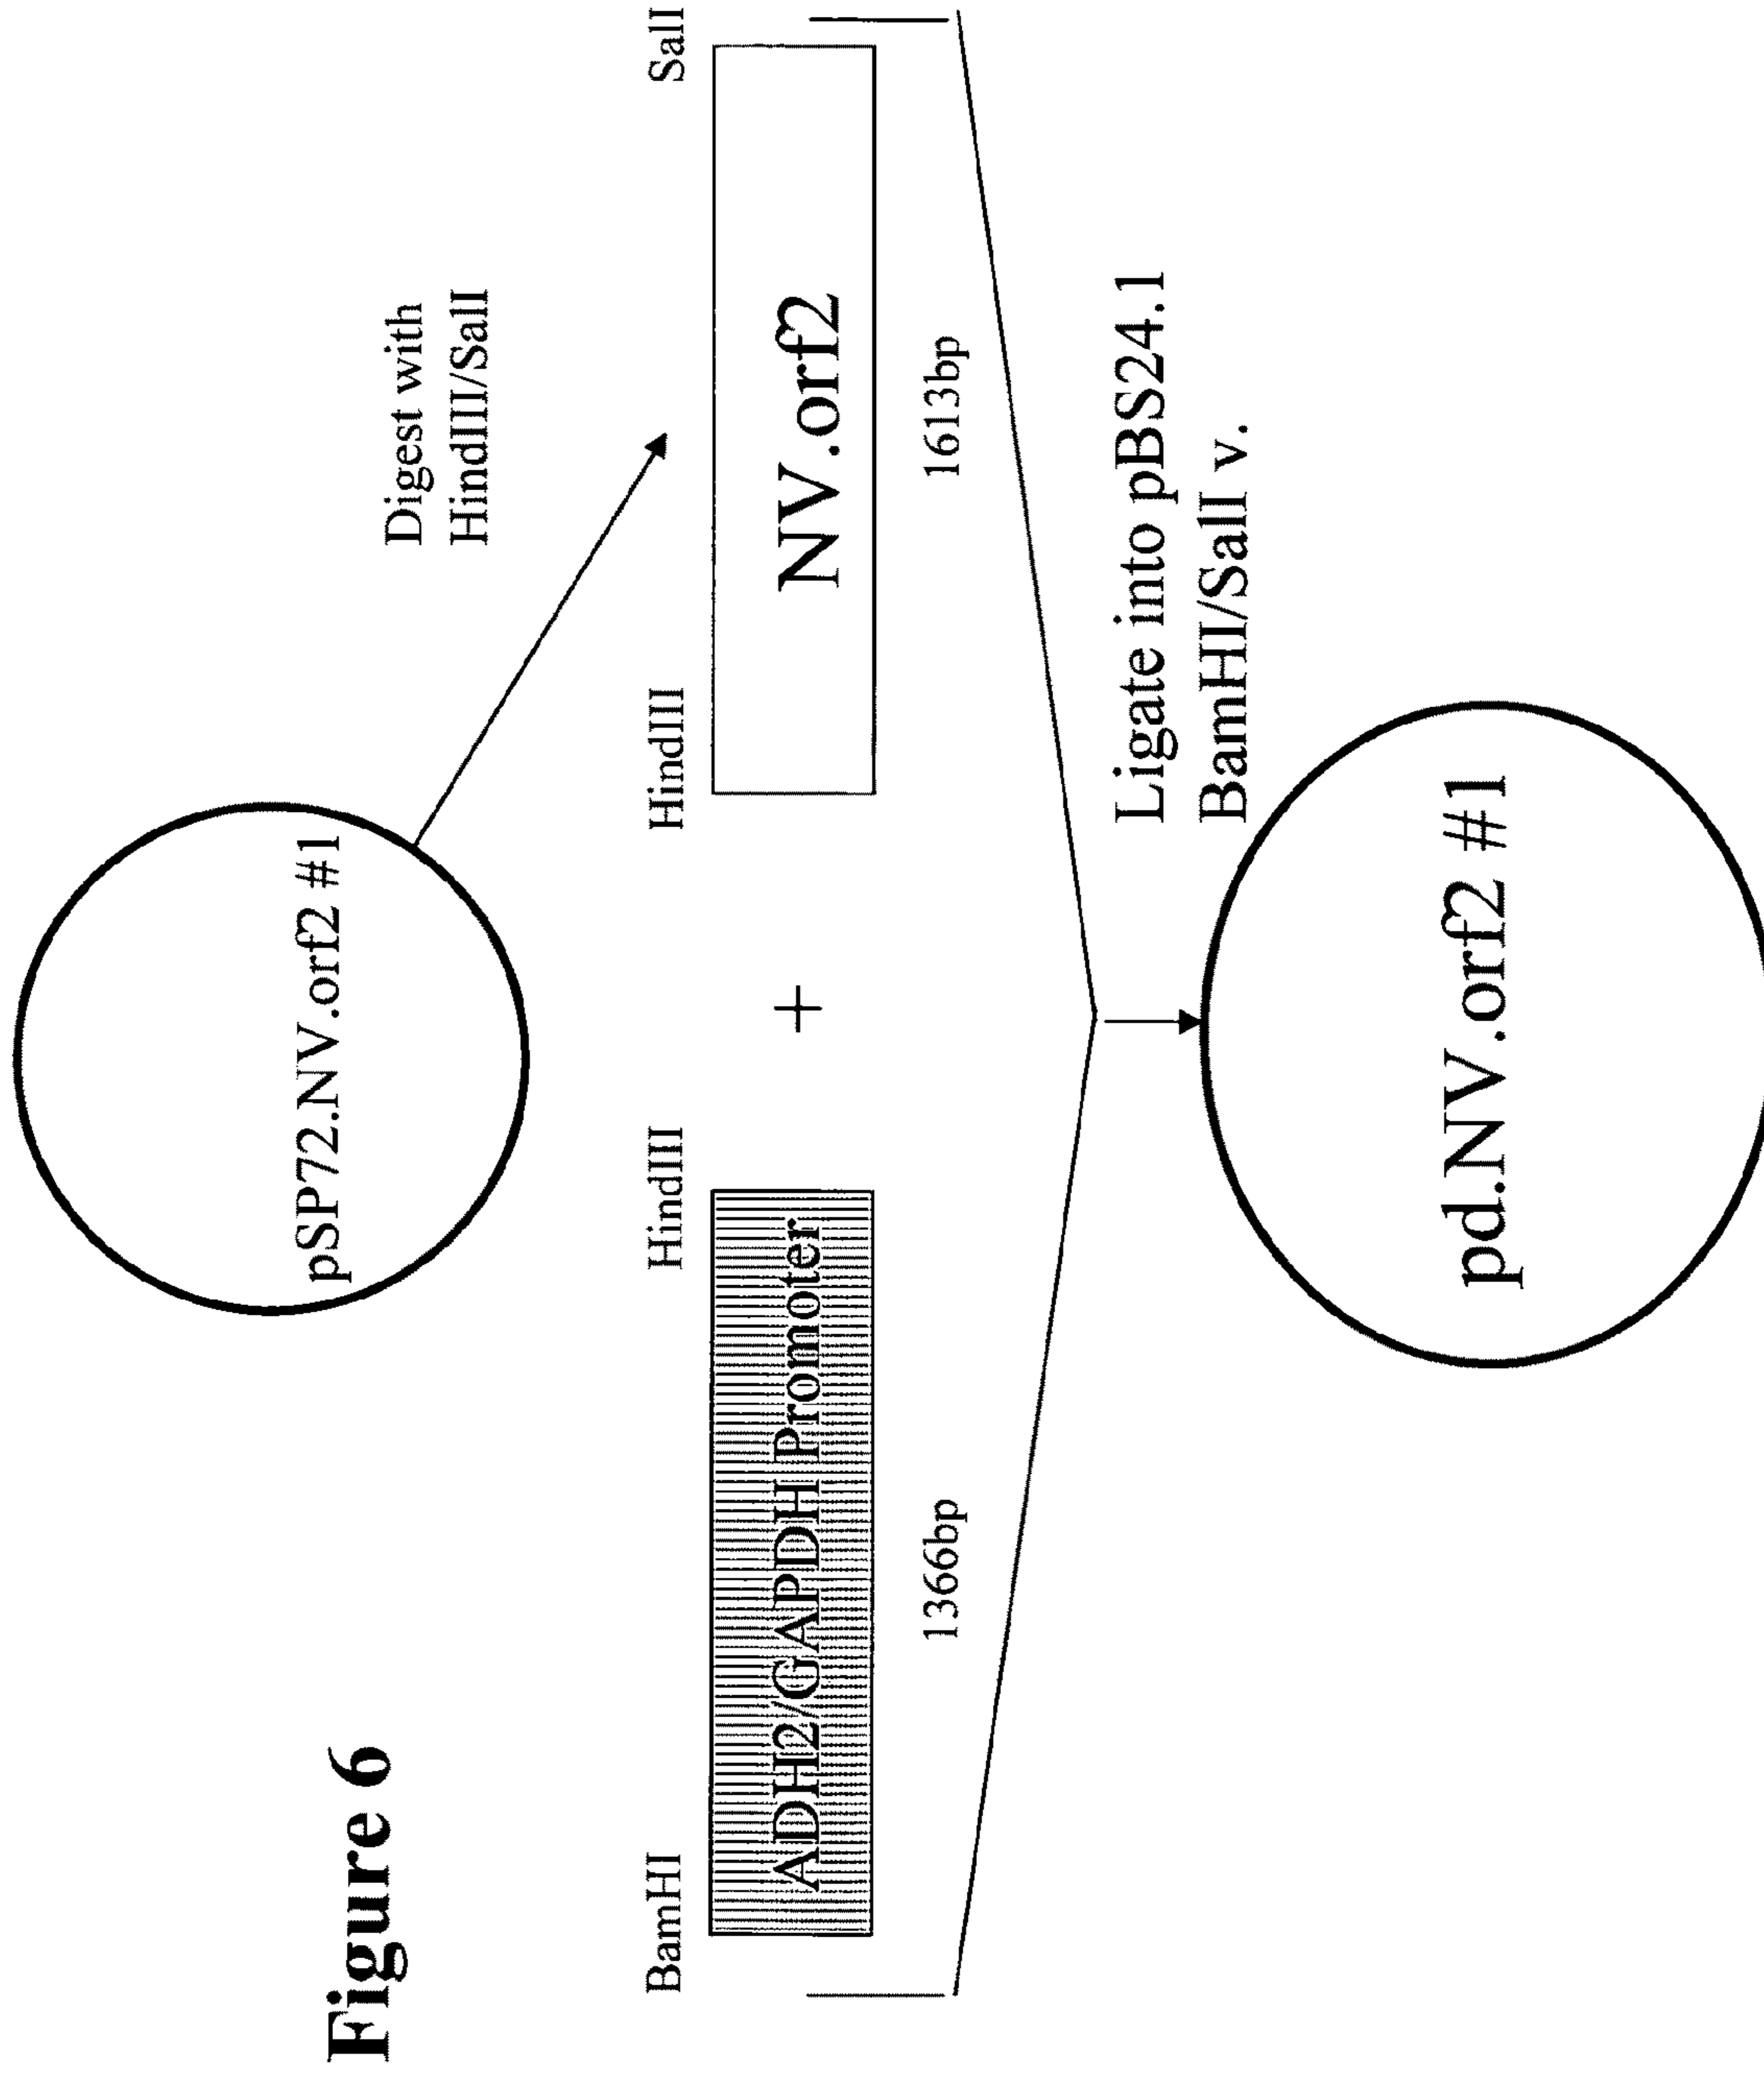 Figure 6
pSP72.NV.orf2 #1
Digest with
HindIII/SalI
BamHI
HindIII
HindIII
SalI
ADH2/GAPDH Promoter
+
NV.orf2
1366bp
1613bp
Ligate into pBS24.1
BamHI/SalI v.
pd.NV.orf2 #1